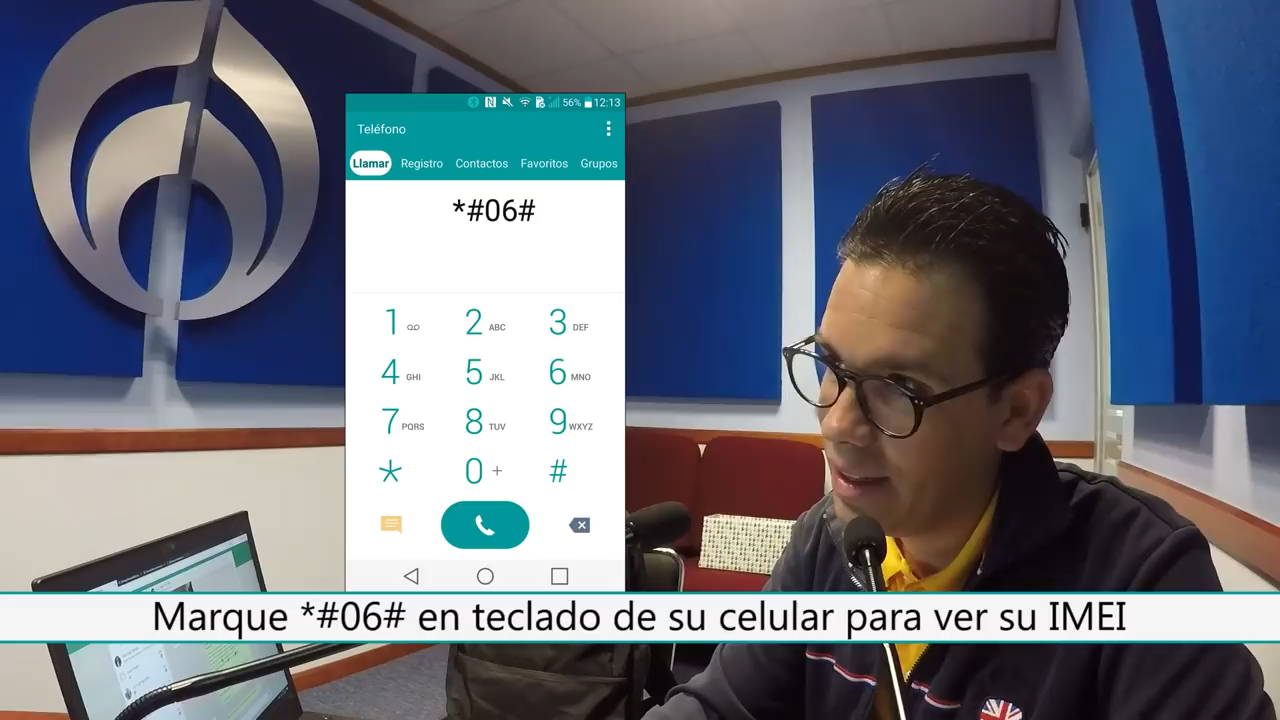 56% 12:13
Teléfono
Llamar Registro Contactos Favoritos Grupos
*#06#
1 2 ABC 3 DEF
4 GHI 5 JKL 6 MNO
7 PQRS 8 TUV 9 WXYZ
* 0 + #
Marque *#06# en teclado de su celular para ver su IMEI